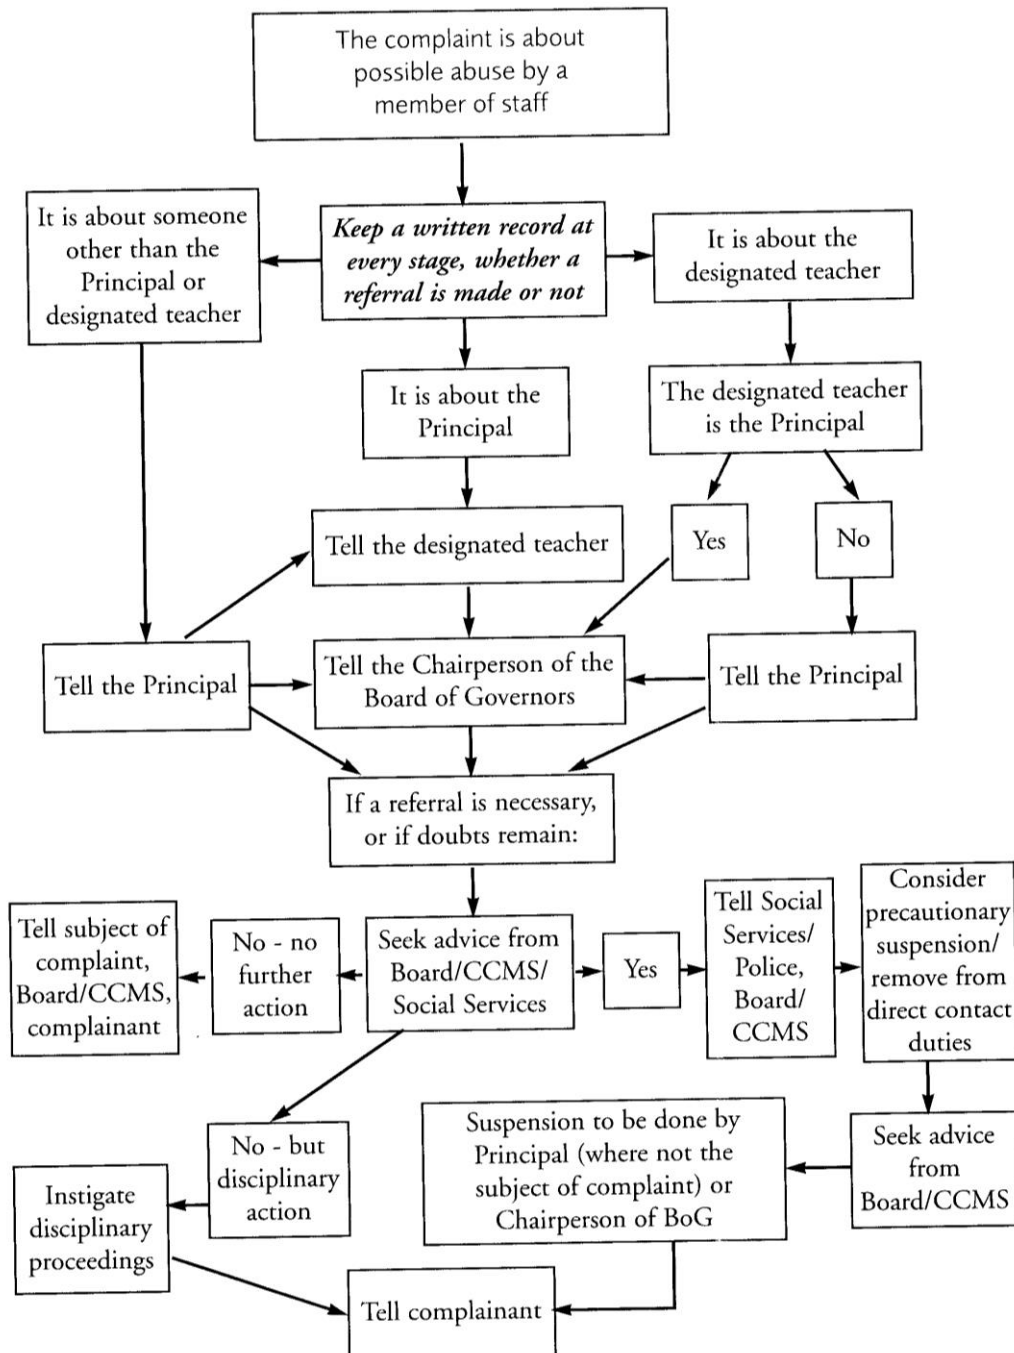 The complaint is about
possible abuse by a
member of staff
It is about someone
other than the
Principal or
designated teacher
Keep a written record at
every stage, whether a
referral is made or not
It is about the
designated teacher
It is about the
Principal
The designated teacher
is the Principal
Tell the designated teacher
Yes
No
Tell the Principal
Tell the Chairperson of the
Board of Governors
Tell the Principal
If a referral is necessary,
or if doubts remain:
Tell subject of
complaint,
Board/CCMS,
complainant
No - no
further
action
Seek advice from
Board/CCMS/
Social Services
Yes
Tell Social
Services/
Police,
Board/
CCMS
Consider
precautionary
suspension/
remove from
direct contact
duties
Instigate
disciplinary
proceedings
No - but
disciplinary
action
Suspension to be done by
Principal (where not the
subject of complaint) or
Chairperson of BoG
Seek advice
from
Board/CCMS
Tell complainant